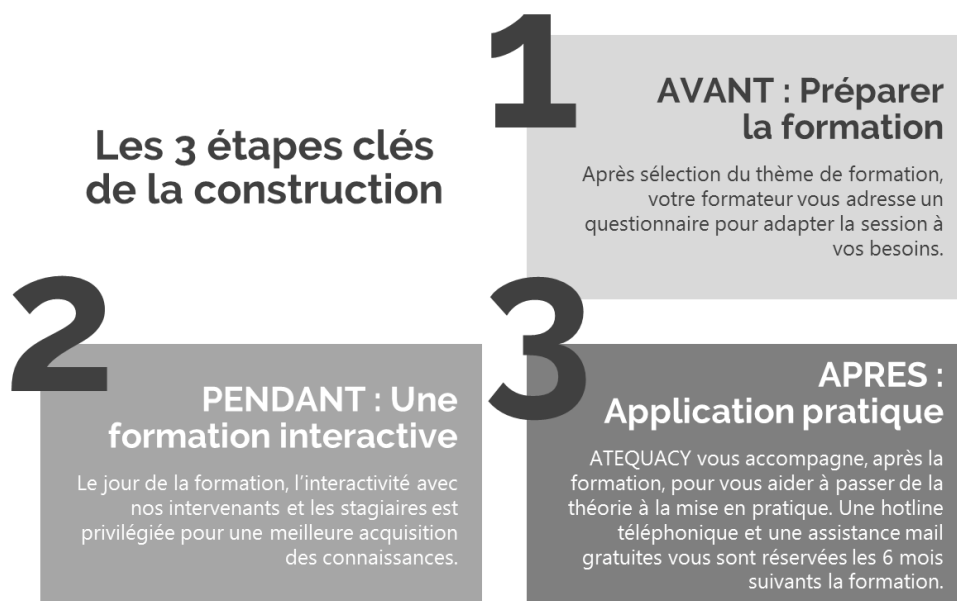 Les 3 étapes clés
de la construction
1
AVANT : Préparer
la formation
Après sélection du thème de formation,
votre formateur vous adresse un
questionnaire pour adapter la session à
vos besoins.
2
PENDANT : Une
formation interactive
Le jour de la formation, l’interactivité avec
nos intervenants et les stagiaires est
privilégiée pour une meilleure acquisition
des connaissances.
3
APRES :
Application pratique
ATEQUACY vous accompagne, après la
formation, pour vous aider à passer de la
théorie à la mise en pratique. Une hotline
téléphonique et une assistance mail
gratuites vous sont réservées les 6 mois
suivants la formation.